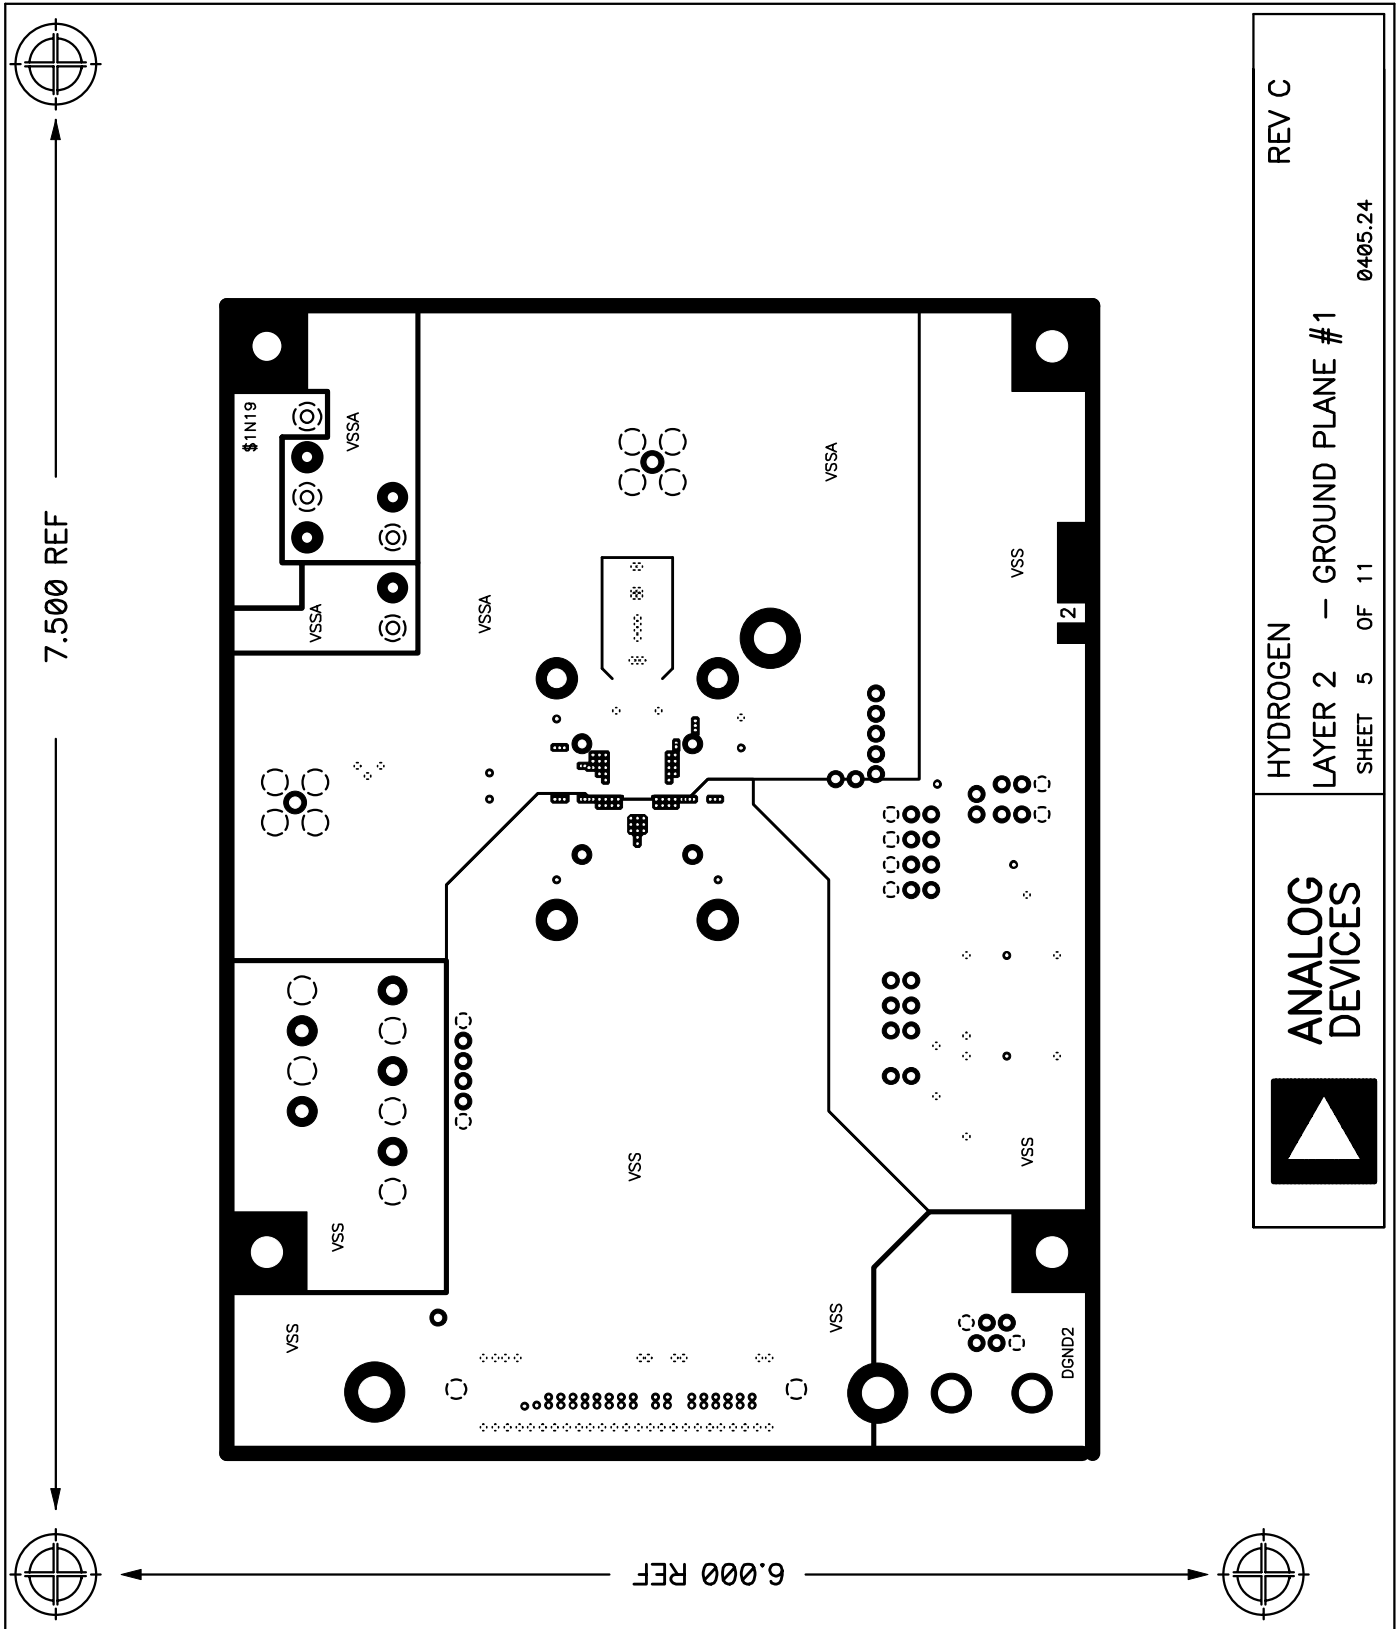 7.500 REF
6.000 REF
$1N19
VSSA
VSSA
VSSA
VSSA
VSS
2
VSS
VSS
VSS
VSS
VSS
DGND2
HYDROGEN REV C
LAYER 2 – GROUND PLANE #1
SHEET 5 OF 11 0405.24
ANALOG
DEVICES